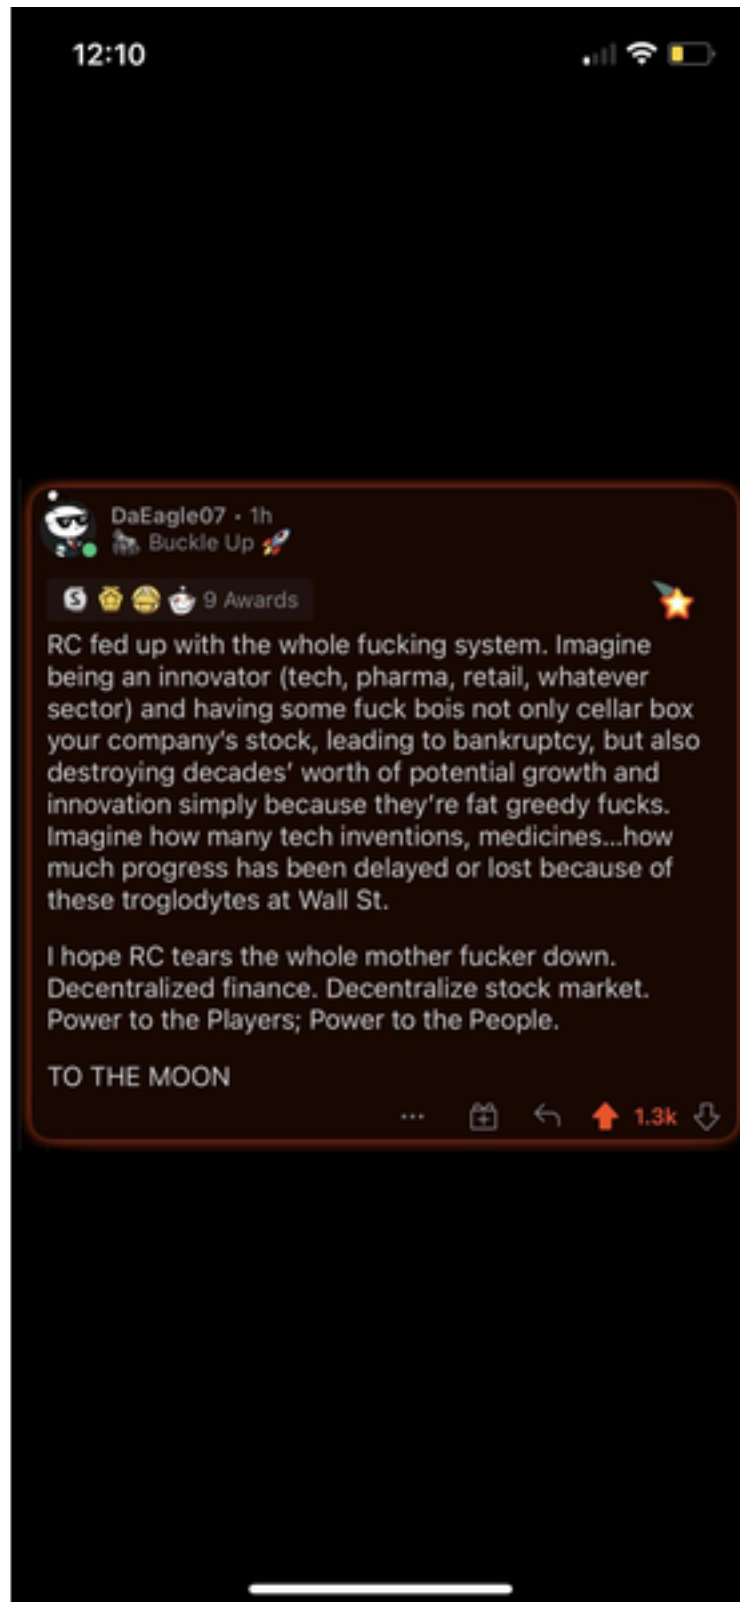 12:10
DaEagle07 • 1h
🦍 Buckle Up 🚀
9 Awards
RC fed up with the whole fucking system. Imagine
being an innovator (tech, pharma, retail, whatever
sector) and having some fuck bois not only cellar box
your company's stock, leading to bankruptcy, but also
destroying decades' worth of potential growth and
innovation simply because they're fat greedy fucks.
Imagine how many tech inventions, medicines...how
much progress has been delayed or lost because of
these troglodytes at Wall St.
I hope RC tears the whole mother fucker down.
Decentralized finance. Decentralize stock market.
Power to the Players; Power to the People.
TO THE MOON
1.3k